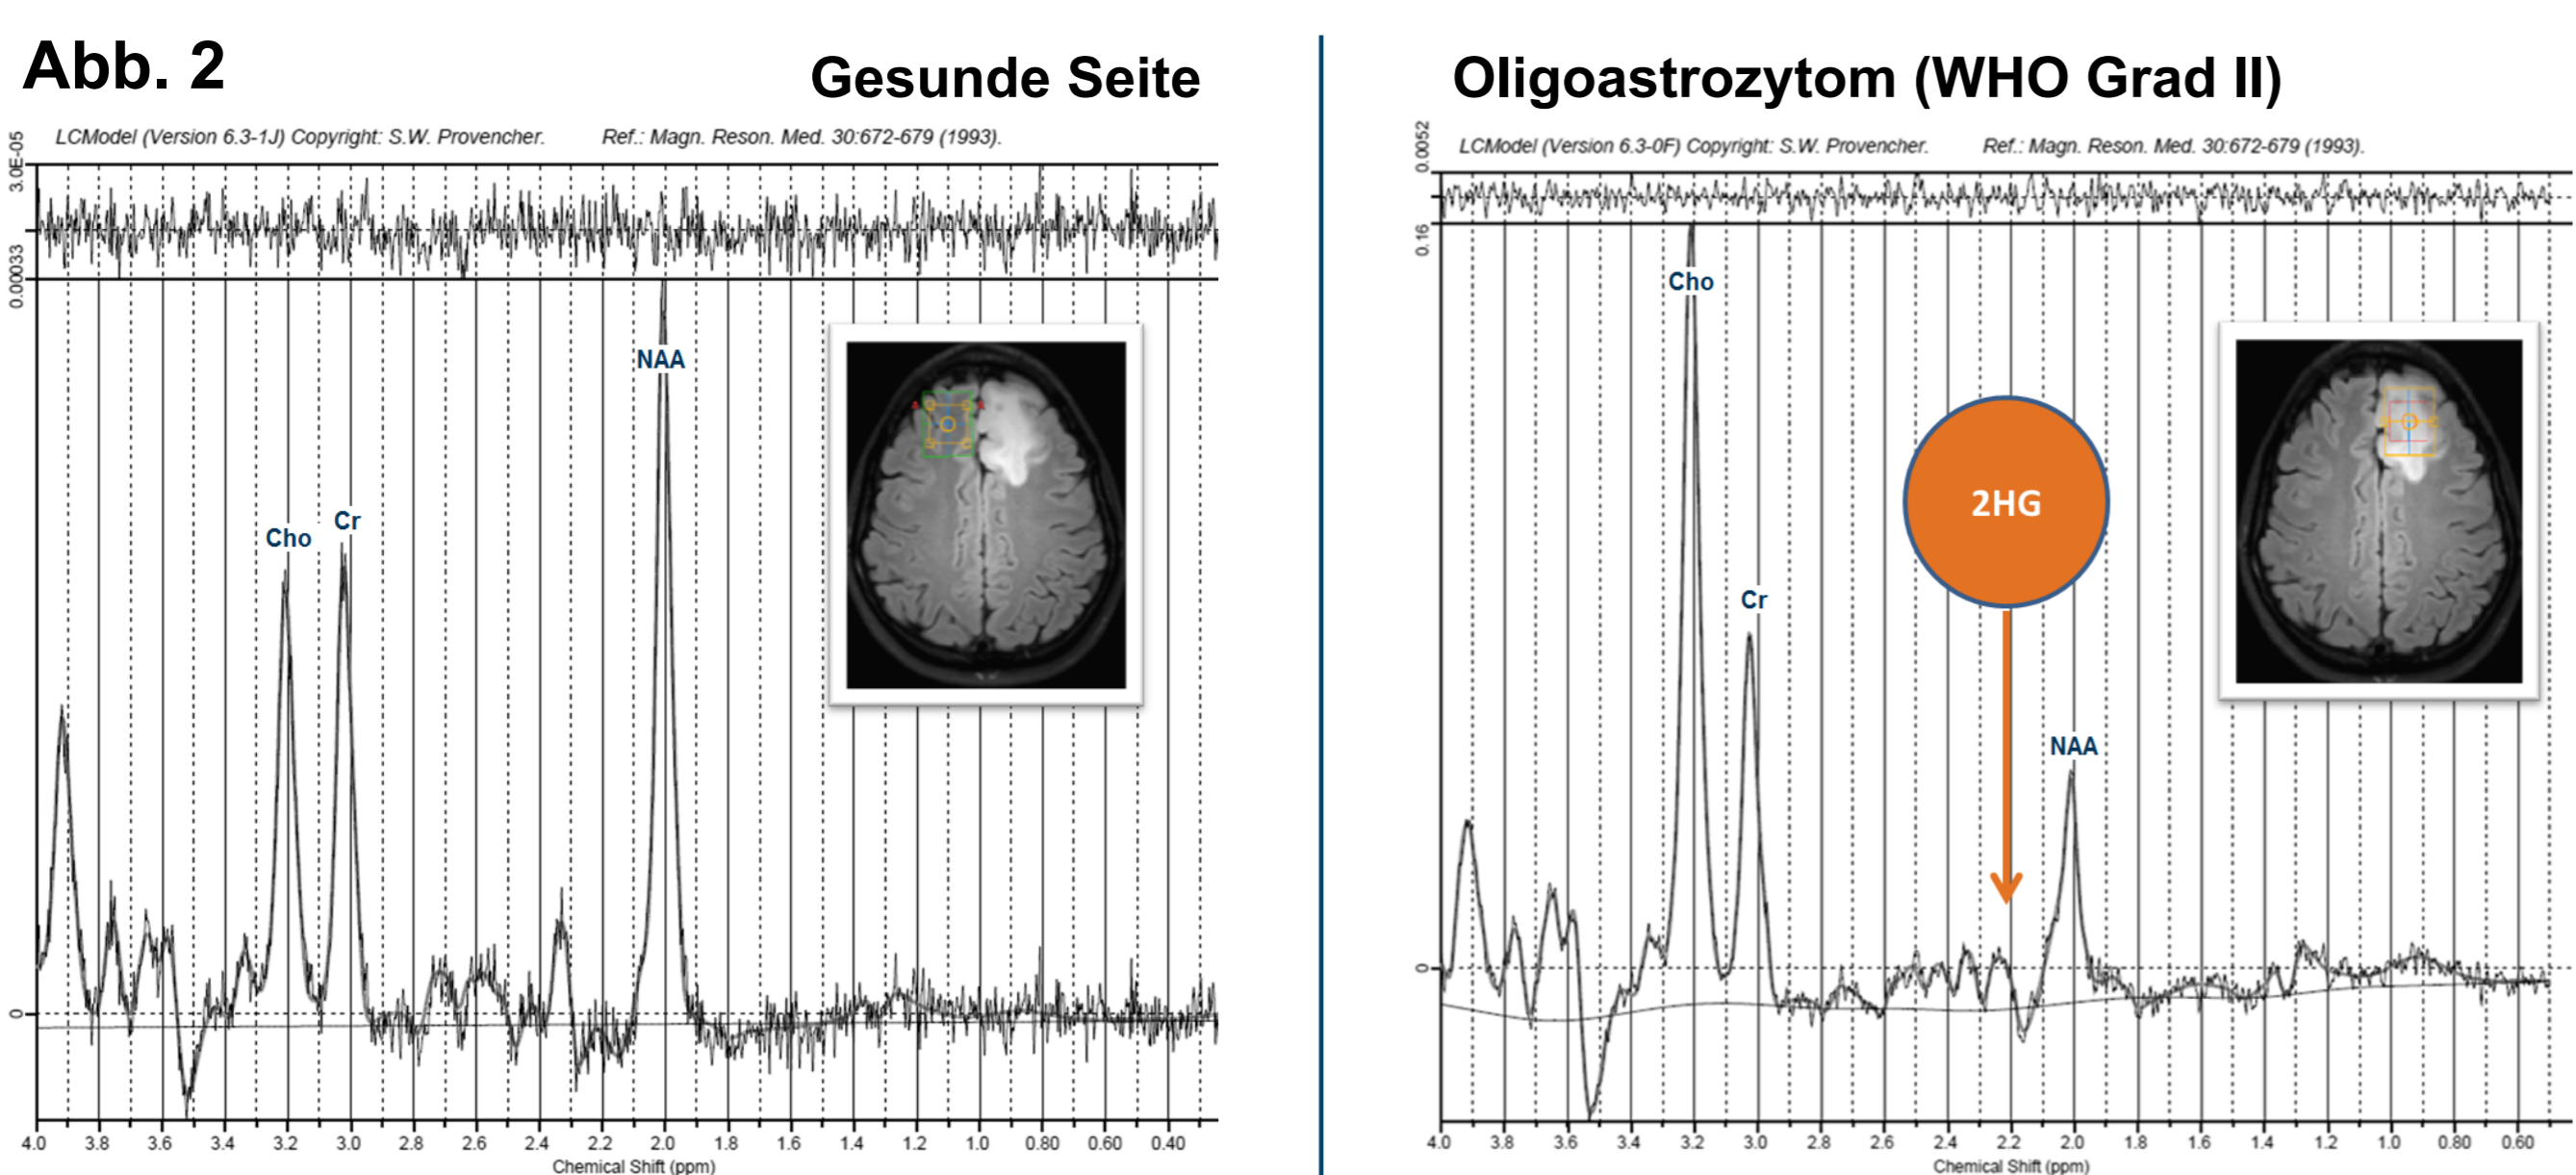 Abb. 2
Gesunde Seite
LCModel (Version 6.3-1J) Copyright: S.W. Provencher. Ref.: Magn. Reson. Med. 30:672-679 (1993).
3.0E-05
0.0033
Cho
Cr
NAA
A A
0
4.0 3.8 3.6 3.4 3.2 3.0 2.8 2.6 2.4 2.2 2.0 1.8 1.6 1.4 1.2 1.0 0.80 0.60 0.40
Chemical Shift (ppm)
Oligoastrozytom (WHO Grad II)
LCModel (Version 6.3-0F) Copyright: S.W. Provencher. Ref.: Magn. Reson. Med. 30:672-679 (1993).
0.0052
0.16
Cho
Cr
2HG
NAA
0
4.0 3.8 3.6 3.4 3.2 3.0 2.8 2.6 2.4 2.2 2.0 1.8 1.6 1.4 1.2 1.0 0.80 0.60
Chemical Shift (ppm)